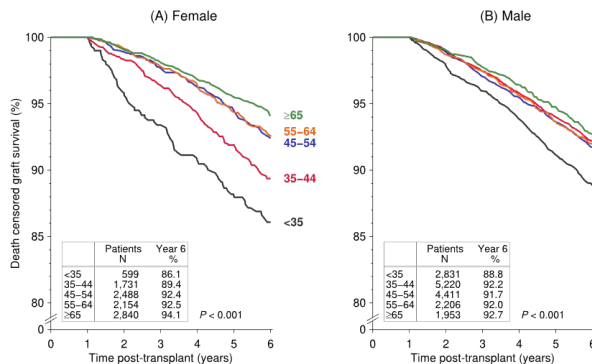 (A) Female
(B) Male
Death censored graft survival (%)
100
95
90
85
80
0
≥65
55−64
45−54
35−44
<35
Patients Year 6
N %
<35 599 86.1
35−44 1,731 89.4
45−54 2,488 92.4
55−64 2,154 92.5
≥65 2,840 94.1
P < 0.001
0 1 2 3 4 5 6
Time post-transplant (years)
100
95
90
85
80
0
Patients Year 6
N %
<35 2,831 88.8
35−44 5,220 92.2
45−54 4,411 91.7
55−64 2,206 92.0
≥65 1,953 92.7
P < 0.001
0 1 2 3 4 5 6
Time post-transplant (years)